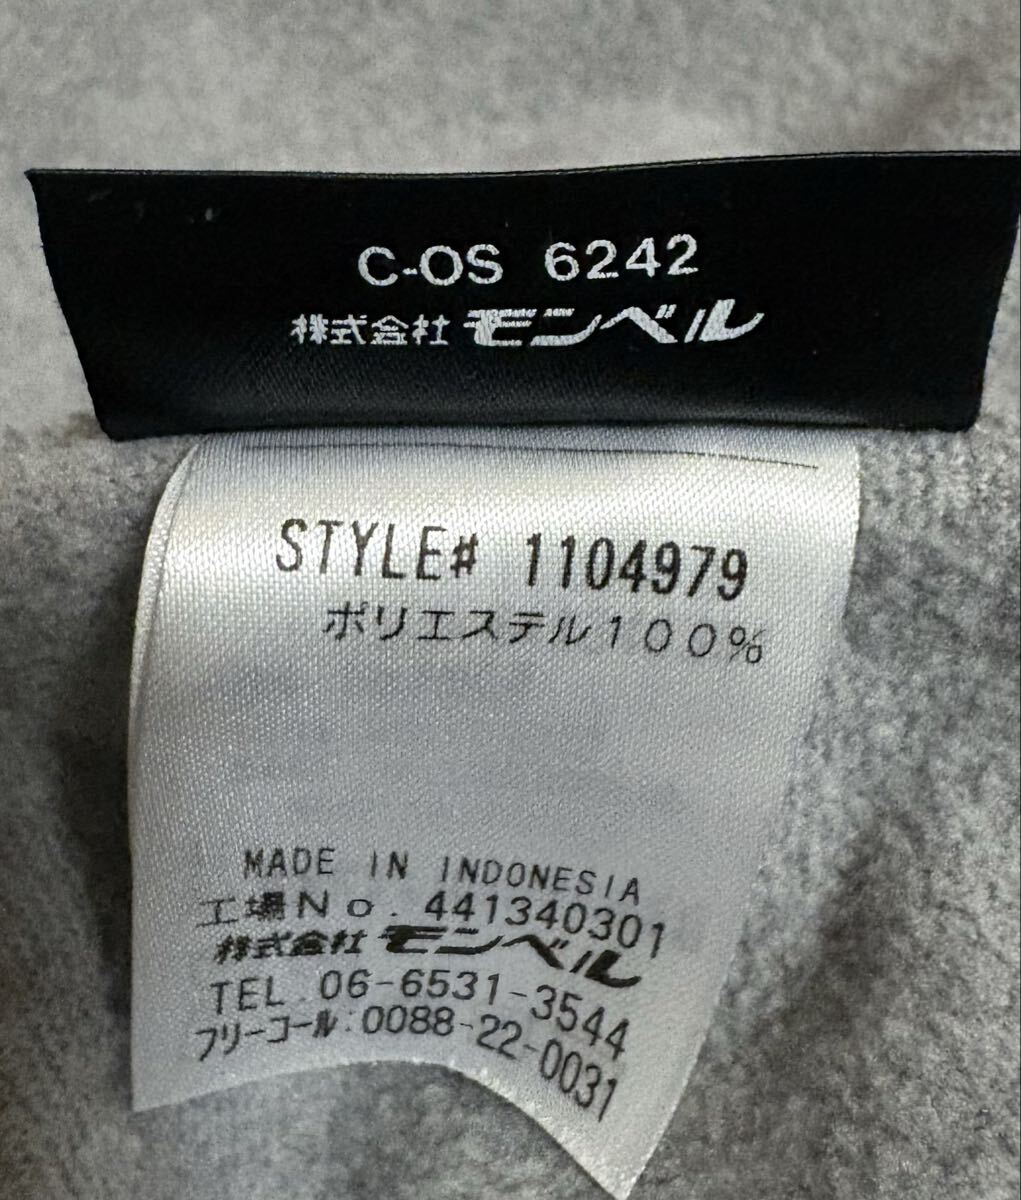 C-OS 6242
株式会社 モンベル
STYLE# 1104979
ポリエステル100%
MADE IN INDONESIA
工場No. 441340301
株式会社 モンベル
TEL. 06-6531-3544
フリーコール:0088-22-0031